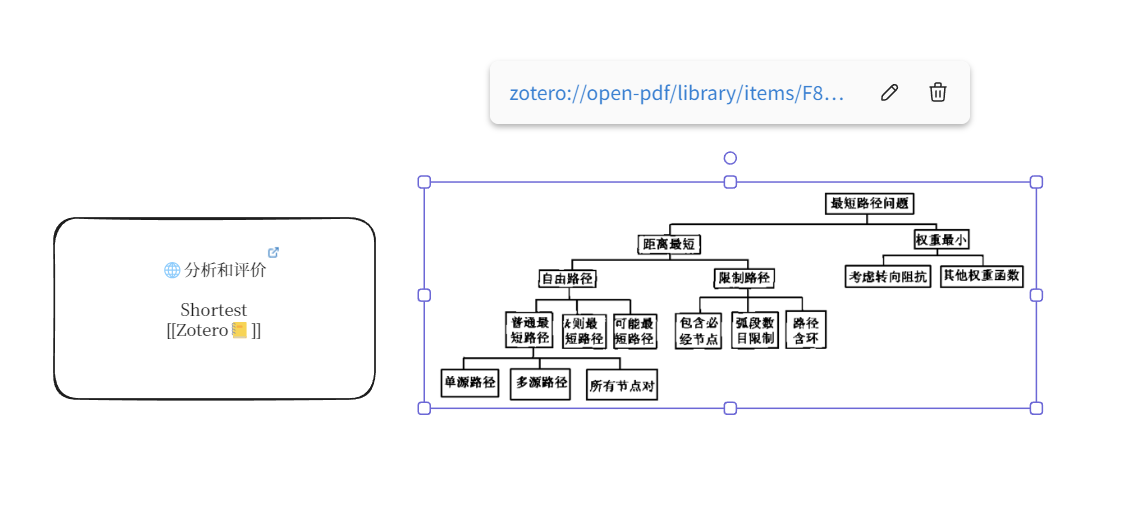 zotero://open-pdf/library/items/F8...
🌐 分析和评价
Shortest
[[Zotero📒]]
最短路径问题
距离最短
权重最小
自由路径
限制路径
考虑转向阻抗
其他权重函数
普通最
短路径
k则最
短路径
可能最
短路径
包含必
经节点
弧段数
目限制
路径
含环
单源路径
多源路径
所有节点对